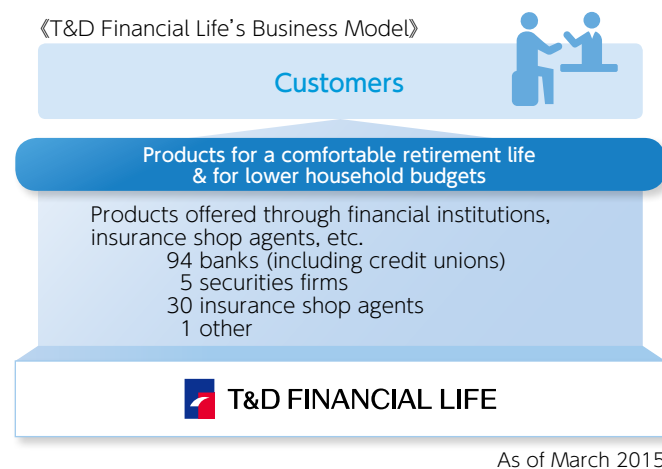 《T&D Financial Life's Business Model》
Customers
Products for a comfortable retirement life
& for lower household budgets
Products offered through financial institutions,
insurance shop agents, etc.
94 banks (including credit unions)
5 securities firms
30 insurance shop agents
1 other
T&D FINANCIAL LIFE
As of March 2015